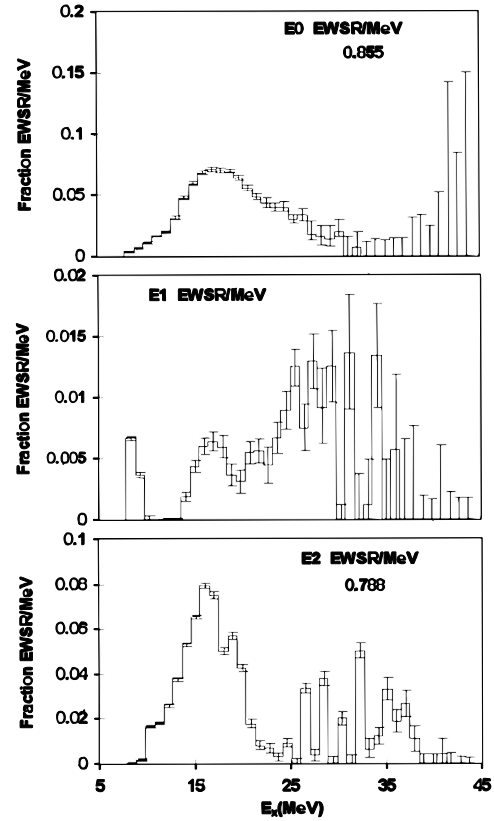 0.2
E0 EWSR/MeV
0.855
0.15
0.1
0.05
0
Fraction EWSR/MeV
0.02
E1 EWSR/MeV
0.015
0.01
0.005
0
Fraction EWSR/MeV
0.1
E2 EWSR/MeV
0.788
0.08
0.06
0.04
0.02
0
Fraction EWSR/MeV
5 15 25 35 45
Eₓ(MeV)